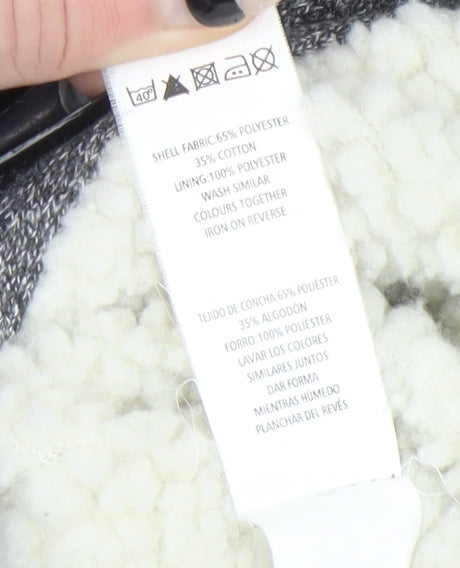 40°
SHELL FABRIC:65% POLYESTER
35% COTTON
LINING:100% POLYESTER
WASH SIMILAR
COLOURS TOGETHER
IRON ON REVERSE
TEJIDO DE CONCHA 65% POLIÉSTER
35% ALGODÓN
FORRO:100% POLIÉSTER
LAVAR LOS COLORES
SIMILARES JUNTOS
DAR FORMA
MIENTRAS HÚMEDO
PLANCHAR DEL REVÉS